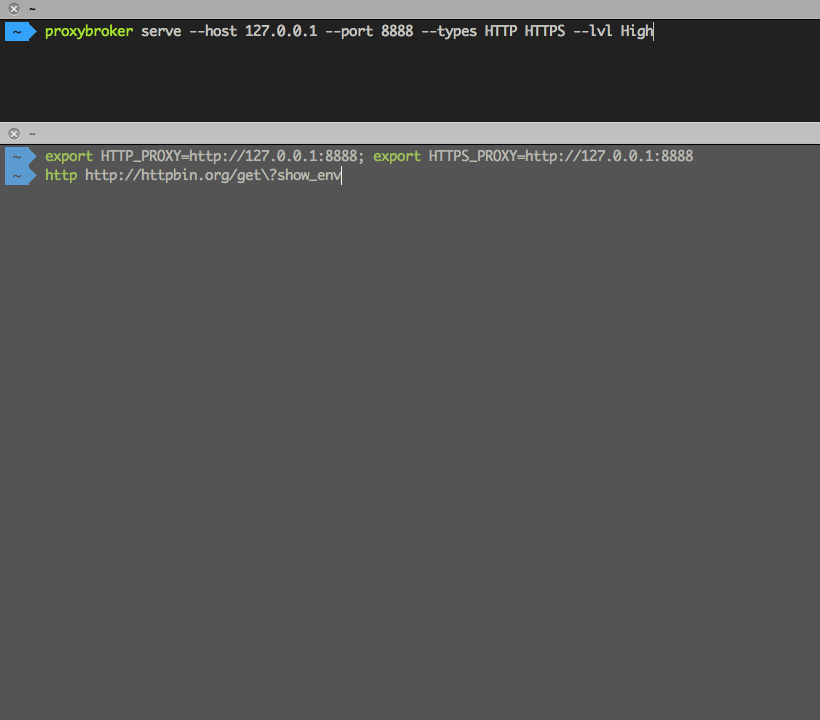 ~
~ proxybroker serve --host 127.0.0.1 --port 8888 --types HTTP HTTPS --lvl High
~
~ export HTTP_PROXY=http://127.0.0.1:8888; export HTTPS_PROXY=http://127.0.0.1:8888
~ http http://httpbin.org/get\?show_env